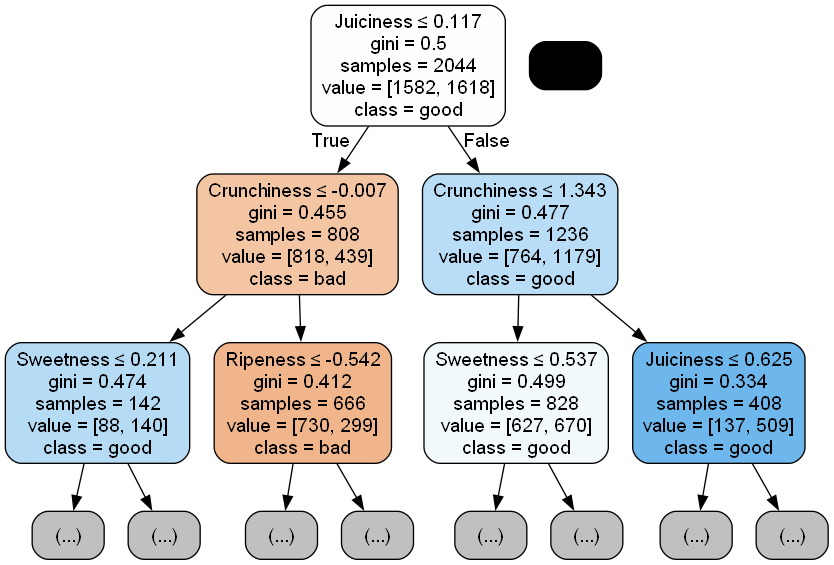 Juiciness ≤ 0.117
gini = 0.5
samples = 2044
value = [1582, 1618]
class = good
True
False
Crunchiness ≤ -0.007
gini = 0.455
samples = 808
value = [818, 439]
class = bad
Crunchiness ≤ 1.343
gini = 0.477
samples = 1236
value = [764, 1179]
class = good
Sweetness ≤ 0.211
gini = 0.474
samples = 142
value = [88, 140]
class = good
Ripeness ≤ -0.542
gini = 0.412
samples = 666
value = [730, 299]
class = bad
Sweetness ≤ 0.537
gini = 0.499
samples = 828
value = [627, 670]
class = good
Juiciness ≤ 0.625
gini = 0.334
samples = 408
value = [137, 509]
class = good
(...)
(...)
(...)
(...)
(...)
(...)
(...)
(...)